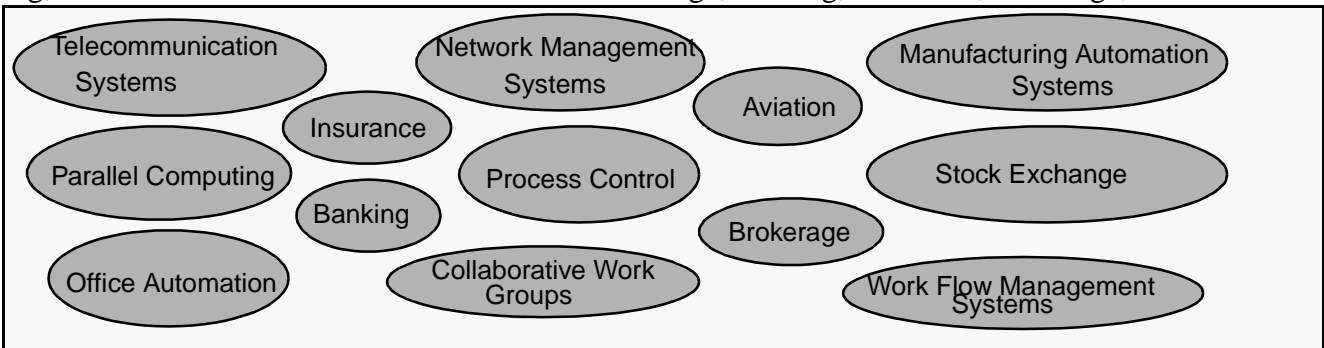 Telecommunication
Systems
Network Management
Systems
Manufacturing Automation
Systems
Insurance
Aviation
Parallel Computing
Process Control
Stock Exchange
Banking
Brokerage
Office Automation
Collaborative Work
Groups
Work Flow Management
Systems